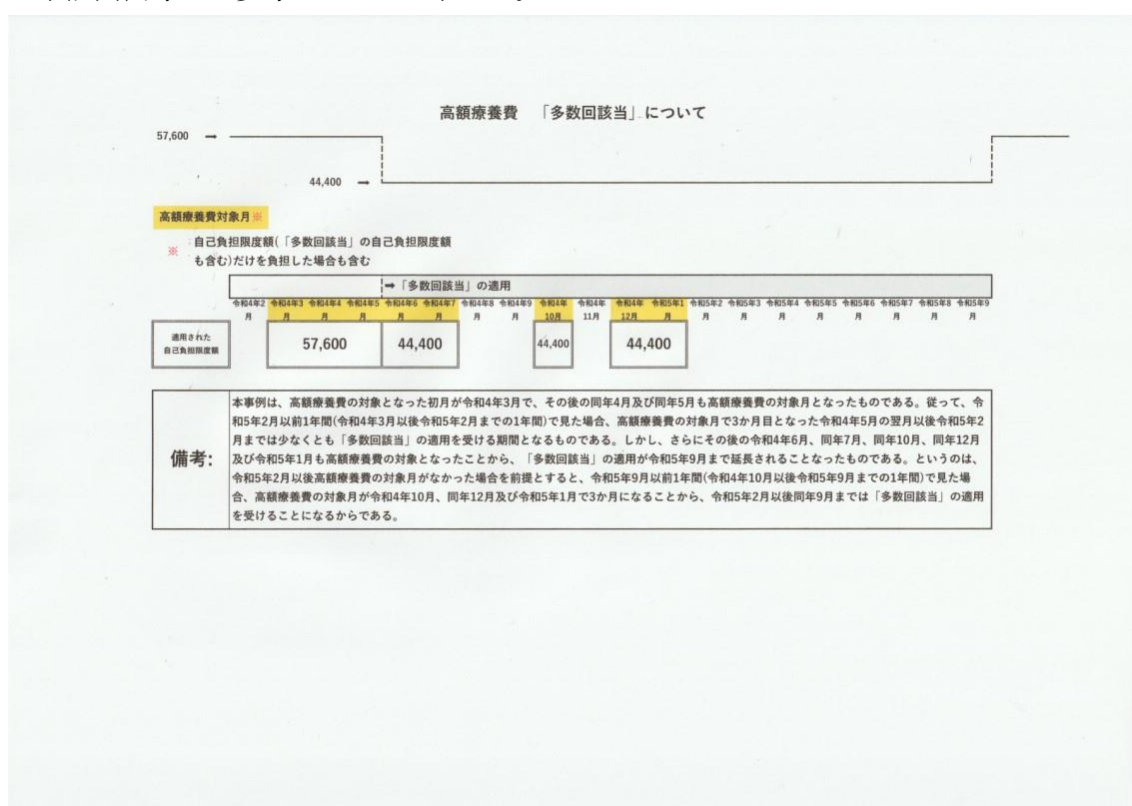 高額療養費 「多数回該当」について
57,600 →
44,400 →
高額療養費対象月※
※ 自己負担限度額(「多数回該当」の自己負担限度額
も含む)だけを負担した場合も含む
→「多数回該当」の適用
令和4年2月 令和4年3月 令和4年4月 令和4年5月 令和4年6月 令和4年7月 令和4年8月 令和4年9月 令和4年10月 令和4年11月 令和4年12月 令和5年1月 令和5年2月 令和5年3月 令和5年4月 令和5年5月 令和5年6月 令和5年7月 令和5年8月 令和5年9月
適用された
自己負担限度額
57,600 44,400 44,400 44,400
備考:
本事例は、高額療養費の対象となった初月が令和4年3月で、その後の同年4月及び同年5月も高額療養費の対象月となったものである。従って、令
和5年2月以前1年間(令和4年3月以後令和5年2月までの1年間)で見た場合、高額療養費の対象月で3か月目となった令和4年5月の翌月以後令和5年2
月までは少なくとも「多数回該当」の適用を受ける期間となるものである。しかし、さらにその後の令和4年6月、同年7月、同年10月、同年12月
及び令和5年1月も高額療養費の対象となったことから、「多数回該当」の適用が令和5年9月まで延長されることなったものである。というのは、
令和5年2月以後高額療養費の対象月がなかった場合を前提とすると、令和5年9月以前1年間(令和4年10月以後令和5年9月までの1年間)で見た場
合、高額療養費の対象月が令和4年10月、同年12月及び令和5年1月で3か月になることから、令和5年2月以後同年9月までは「多数回該当」の適用
を受けることになるからである。